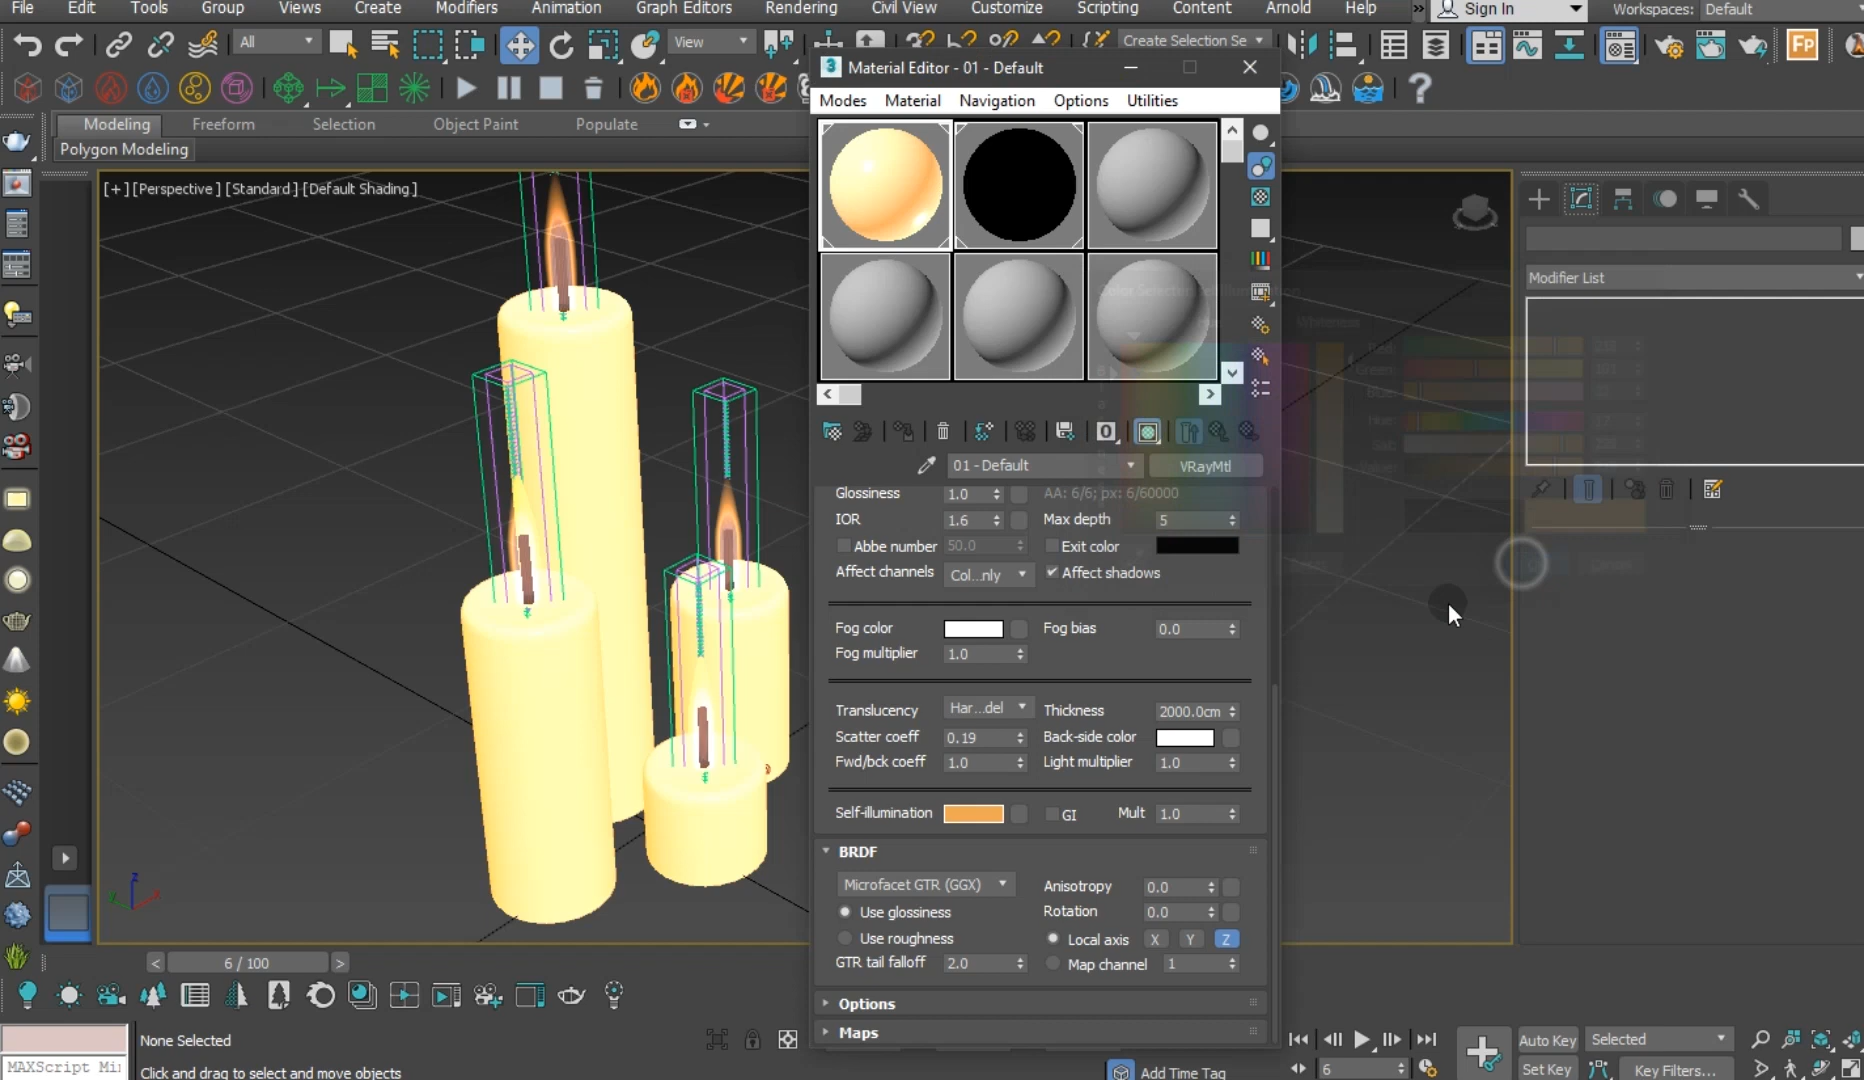 File Edit Tools Group Views Create Modifiers Animation Graph Editors Rendering Civil View Customize Scripting Content Arnold Help » Sign In Workspaces: Default
All View Create Selection Se Fp
3 Material Editor - 01 - Default
Modes Material Navigation Options Utilities
Modeling Freeform Selection Object Paint Populate
Polygon Modeling
[+][Perspective][Standard][Default Shading]
Modifier List
01 - Default VRayMtl
Glossiness 1.0 AA: 6/6; px: 6/60000
IOR 1.6 Max depth 5
Abbe number 50.0 Exit color
Affect channels Col...nly Affect shadows
Fog color Fog bias 0.0
Fog multiplier 1.0
Translucency Har...del Thickness 2000.0cm
Scatter coeff 0.19 Back-side color
Fwd/bck coeff 1.0 Light multiplier 1.0
Self-illumination GI Mult 1.0
BRDF
Microfacet GTR (GGX) Anisotropy 0.0
Use glossiness Rotation 0.0
Use roughness Local axis X Y Z
GTR tail falloff 2.0 Map channel 1
Options
Maps
z
< 6 / 100 >
None Selected
MAXScript Mi
Click and drag to select and move objects
Add Time Tag
6
Auto Key Selected
Set Key Key Filters...